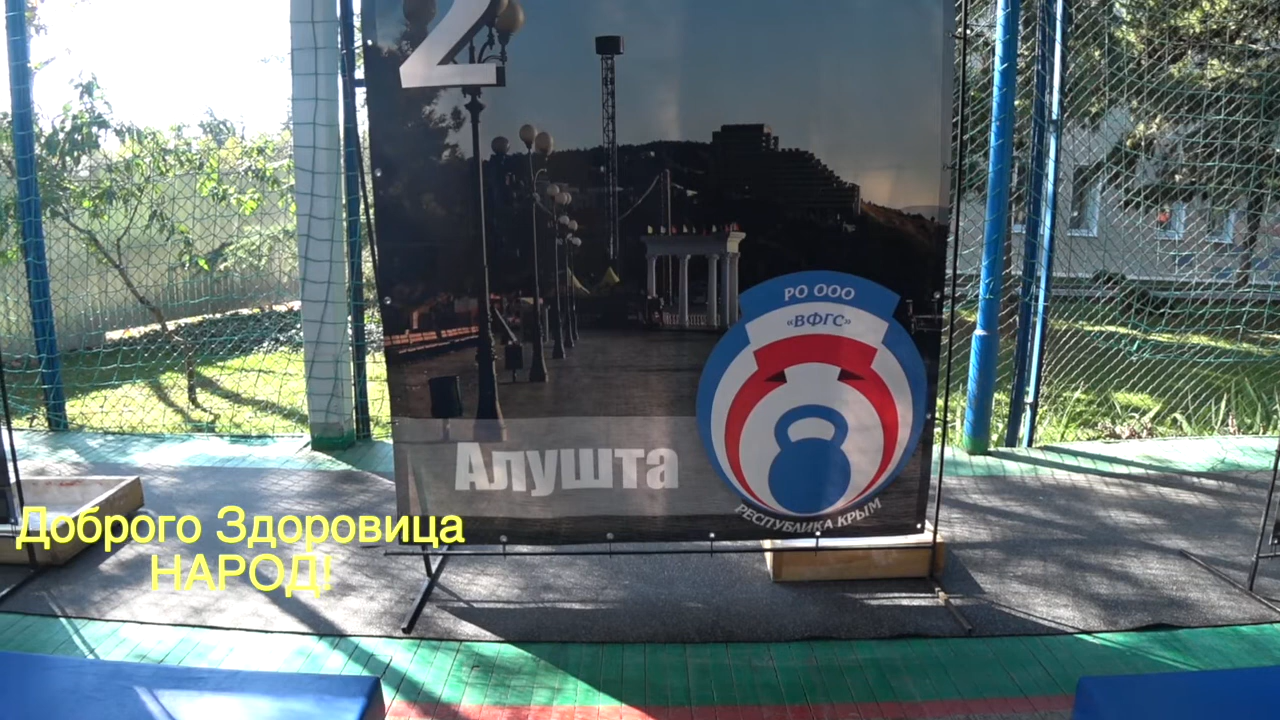 2
РО ООО
«ВФГС»
Алушта
РЕСПУБЛИКА КРЫМ
Доброго Здоровица
НАРОД!